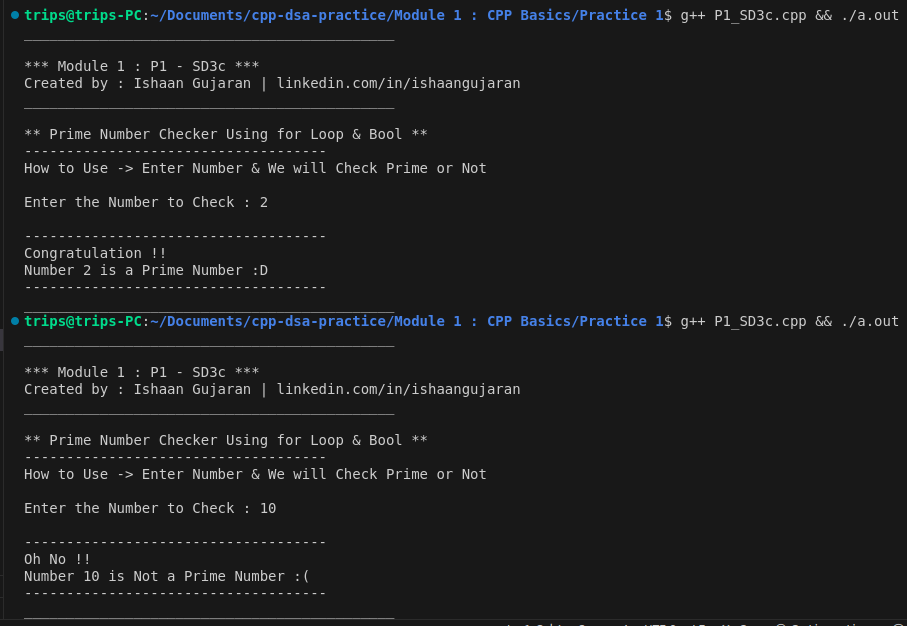 trips@trips-PC:~/Documents/cpp-dsa-practice/Module 1 : CPP Basics/Practice 1$ g++ P1_SD3c.cpp && ./a.out
____________________________________________
*** Module 1 : P1 - SD3c ***
Created by : Ishaan Gujaran | linkedin.com/in/ishaangujaran
____________________________________________
** Prime Number Checker Using for Loop & Bool **
------------------------------------
How to Use -> Enter Number & We will Check Prime or Not
Enter the Number to Check : 2
------------------------------------
Congratulation !!
Number 2 is a Prime Number :D
------------------------------------
____________________________________________
trips@trips-PC:~/Documents/cpp-dsa-practice/Module 1 : CPP Basics/Practice 1$ g++ P1_SD3c.cpp && ./a.out
____________________________________________
*** Module 1 : P1 - SD3c ***
Created by : Ishaan Gujaran | linkedin.com/in/ishaangujaran
____________________________________________
** Prime Number Checker Using for Loop & Bool **
------------------------------------
How to Use -> Enter Number & We will Check Prime or Not
Enter the Number to Check : 10
------------------------------------
Oh No !!
Number 10 is Not a Prime Number :(
------------------------------------
____________________________________________